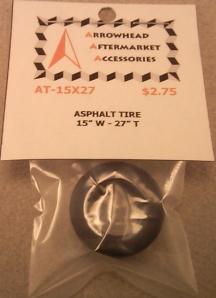 ARROWHEAD
AFTERMARKET
ACCESSORIES
AT-15X27 $2.75
ASPHALT TIRE
15" W - 27" T